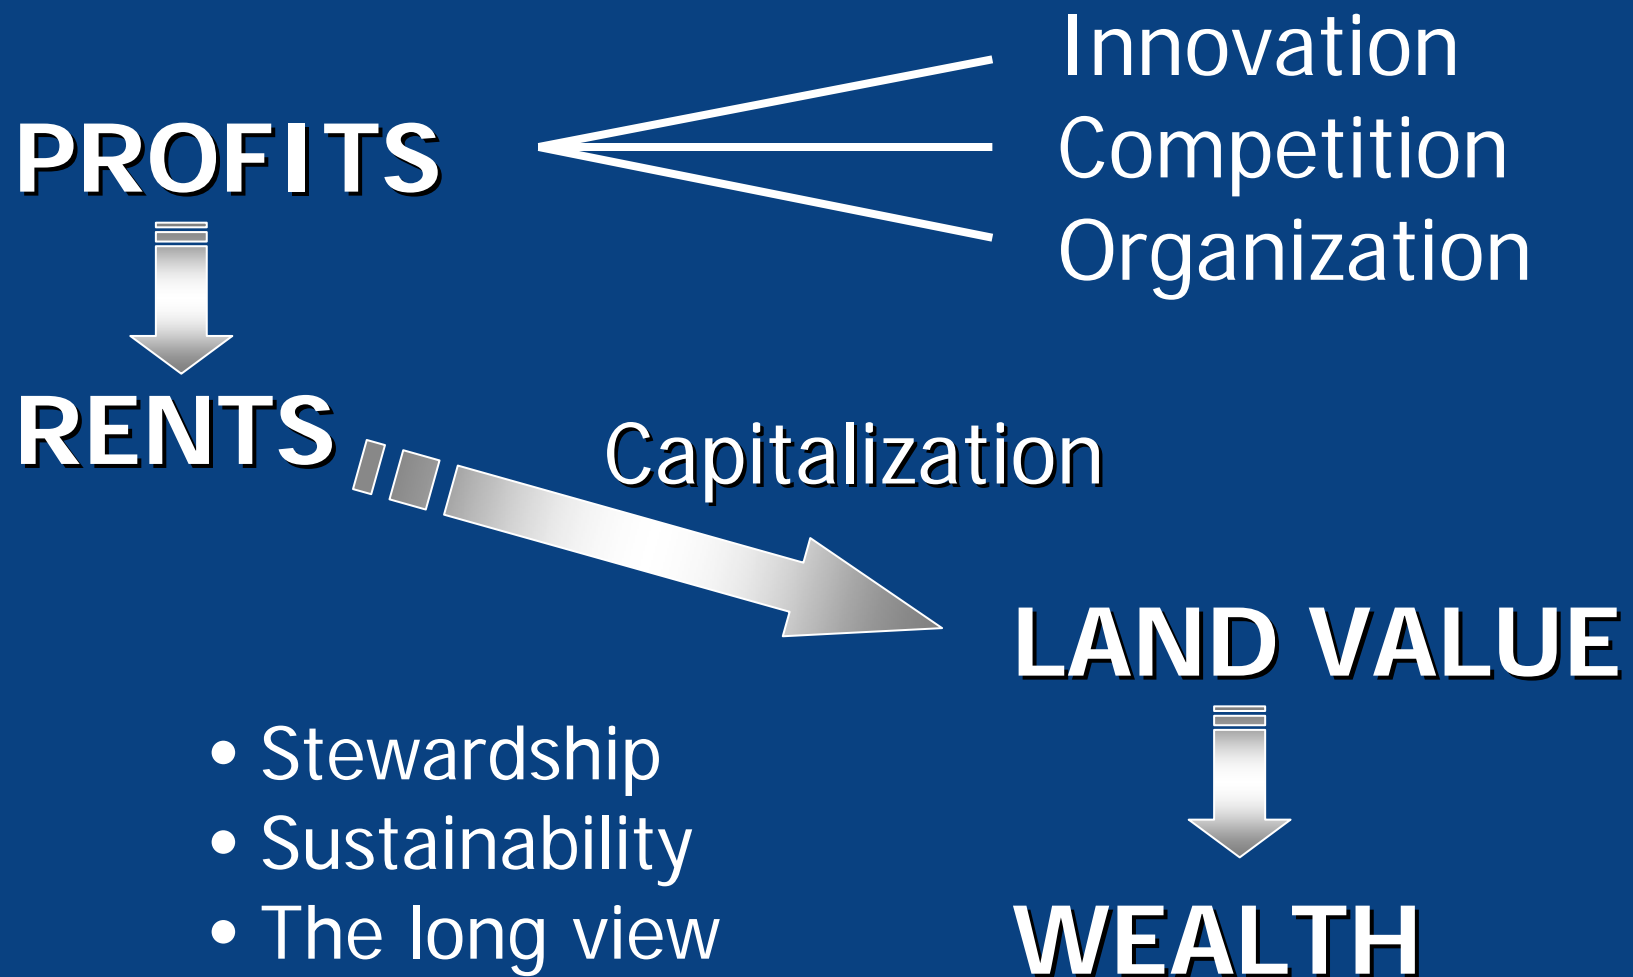 PROFITS
Innovation
Competition
Organization
RENTS
Capitalization
LAND VALUE
• Stewardship
• Sustainability
• The long view
WEALTH